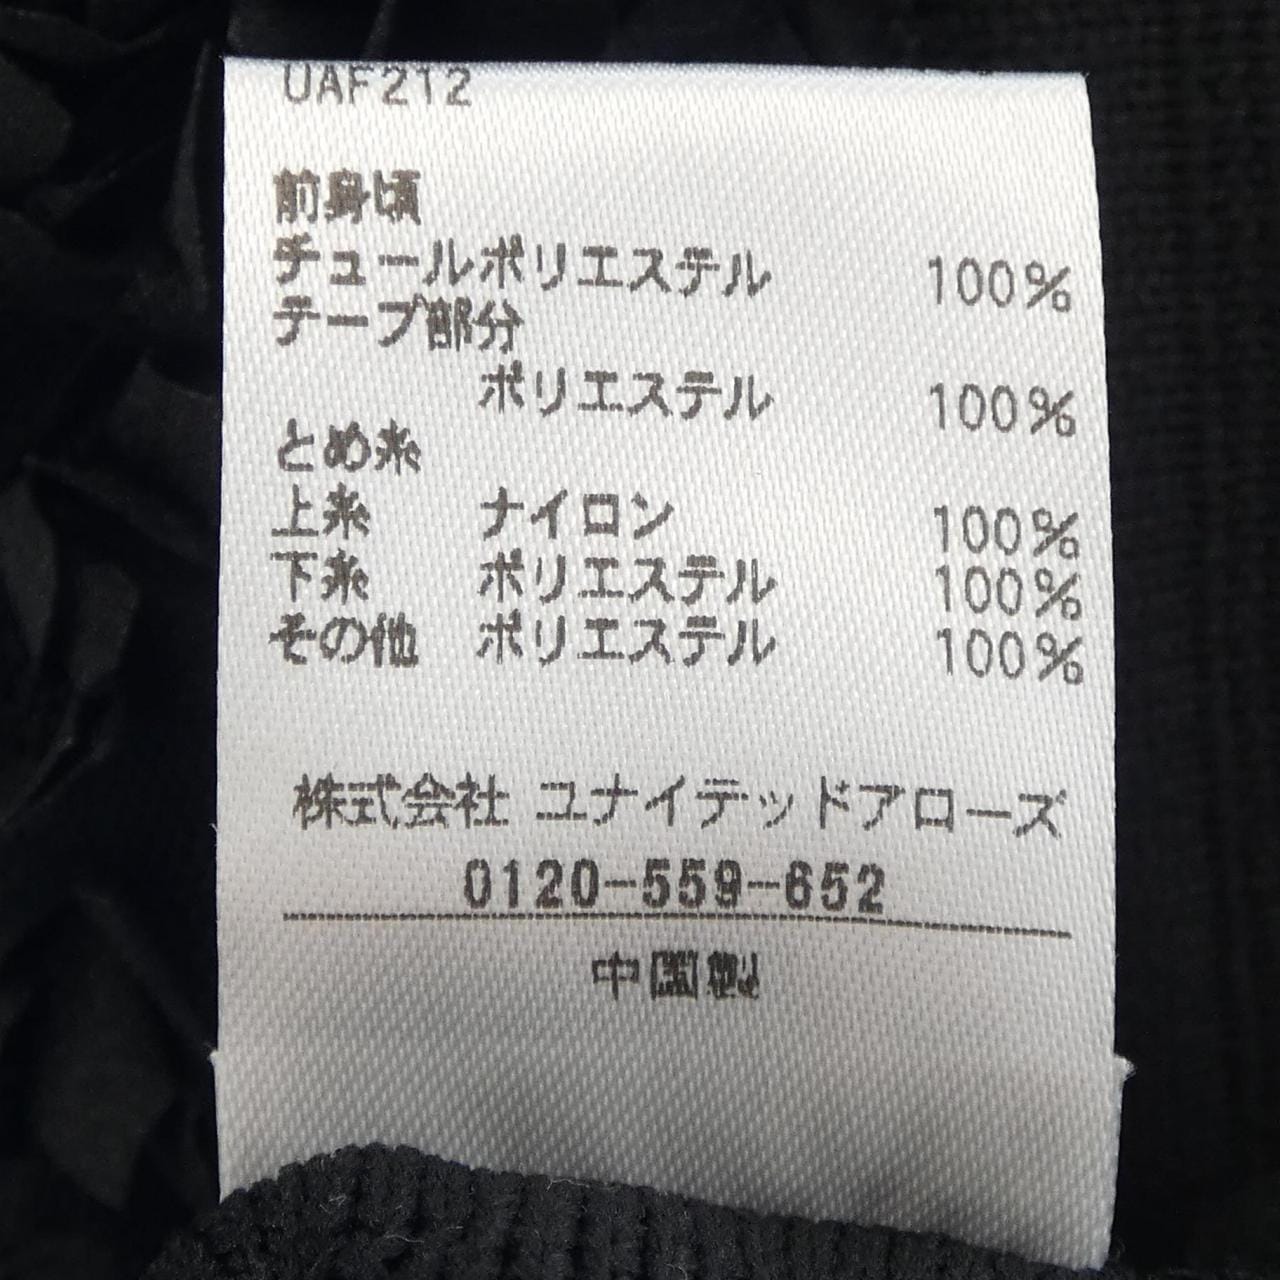 UAF212
前身頃
チュールポリエステル 100%
テープ部分
ポリエステル 100%
とめ糸
上糸 ナイロン 100%
下糸 ポリエステル 100%
その他 ポリエステル 100%
株式会社 ユナイテッドアローズ
0120-559-652
中国製